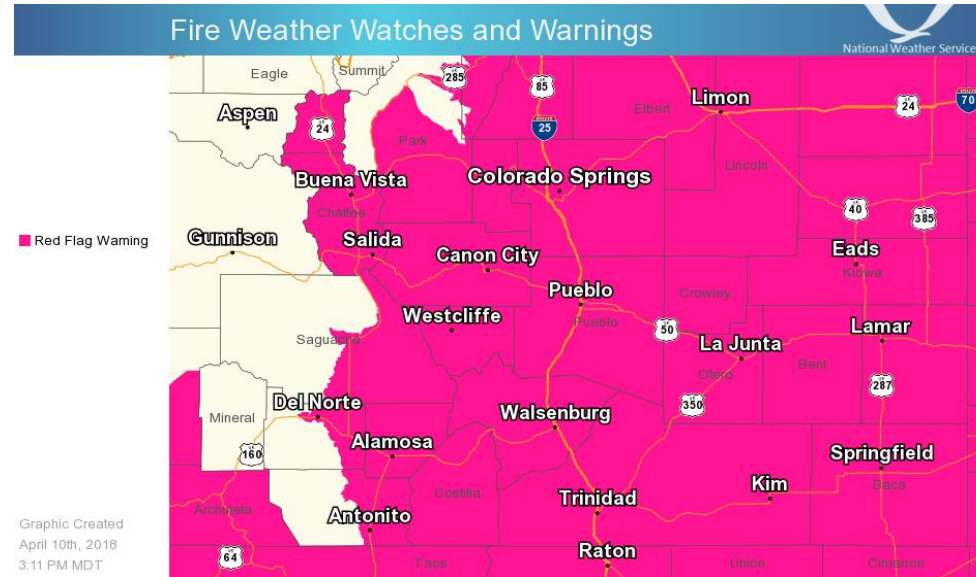 Fire Weather Watches and Warnings
National Weather Service
Eagle
Summit
285
85
Limon
24
70
Aspen
24
Elbert
25
Park
Lincoln
Buena Vista
Colorado Springs
Chaffee
40
385
Red Flag Warning
Gunnison
Salida
Canon City
Eads
Kiowa
Pueblo
Crowley
Westcliffe
Pueblo
50
Lamar
Saguache
La Junta
Otero
Bent
287
Del Norte
350
Mineral
Walsenburg
Alamosa
160
Springfield
Baca
Kim
Costilla
Trinidad
Archuleta
Antonito
Graphic Created
April 10th, 2018
3:11 PM MDT
64
Taos
Raton
Union
Cimarron